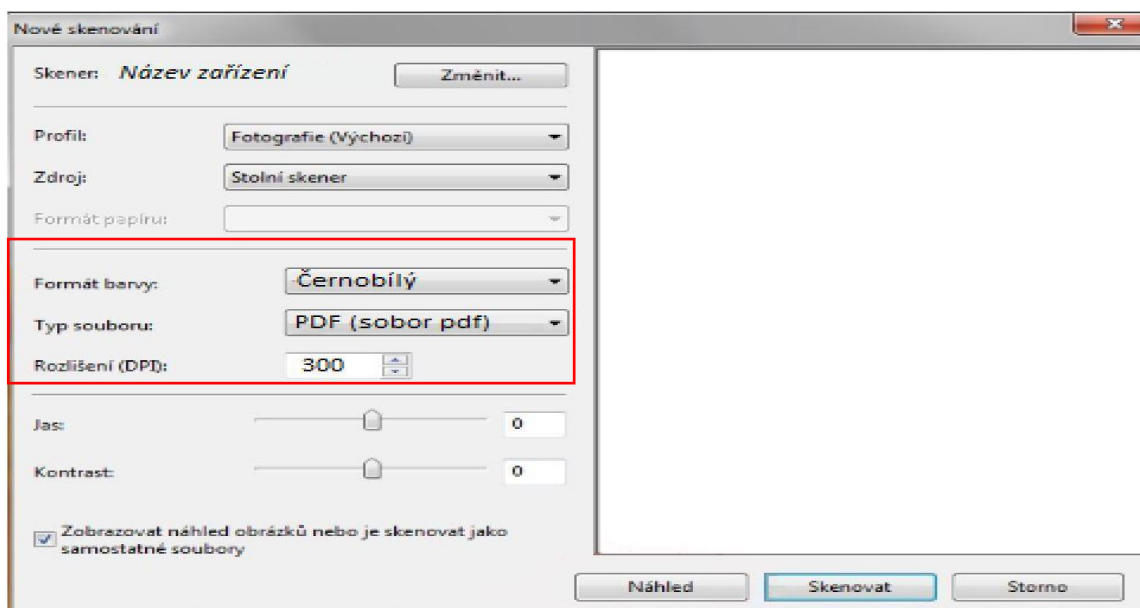 Nové skenování
Skener: Název zařízení Změnit...
Profil: Fotografie (Výchozí)
Zdroj: Stolní skener
Formát papíru:
Formát barvy: Černobílý
Typ souboru: PDF (sobor pdf)
Rozlišení (DPI): 300
Jas: 0
Kontrast: 0
Zobrazovat náhled obrázků nebo je skenovat jako
samostatné soubory
Náhled Skenovat Storno